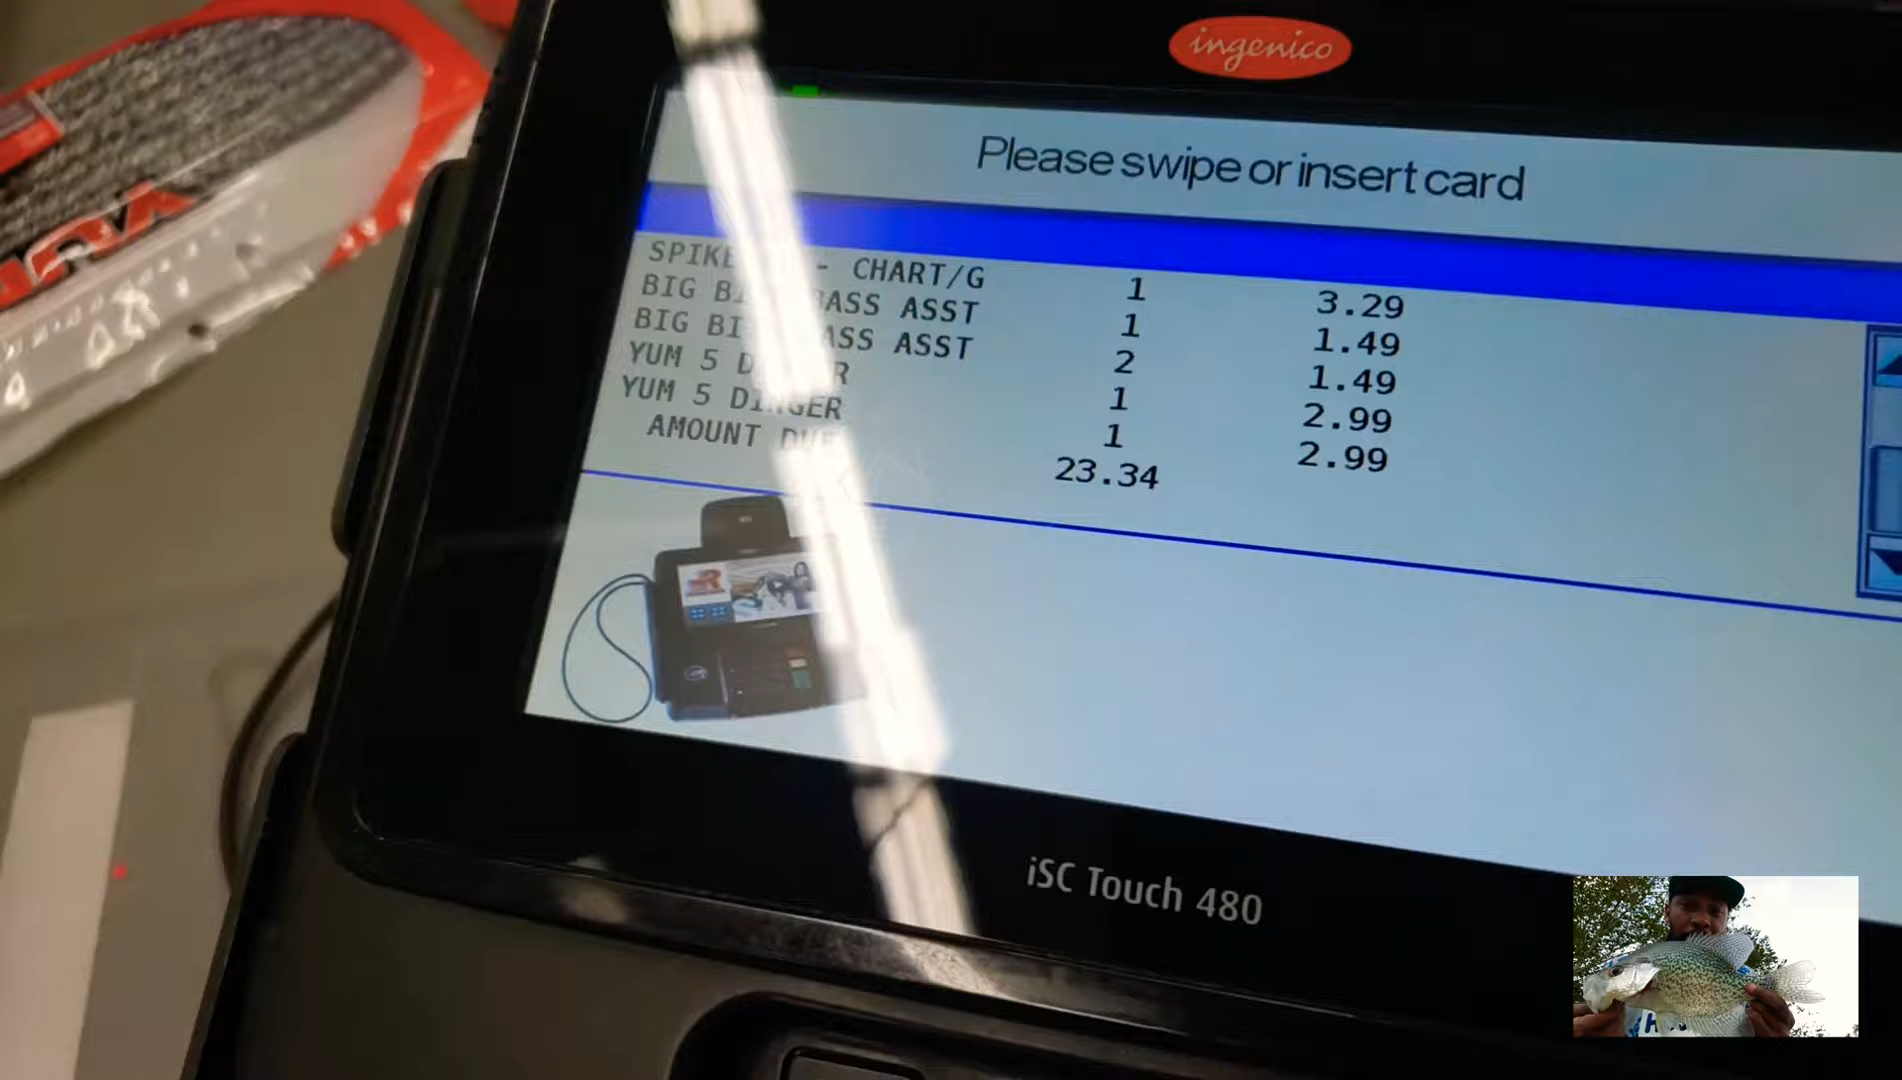 ingenico
Please swipe or insert card
SPIKE - CHART/G 1 3.29
BIG BASS ASST 1 1.49
BIG BI ASS ASST 2 1.49
YUM 5 D R 1 2.99
YUM 5 DINGER 1 2.99
AMOUNT DUE 23.34
iSC Touch 480